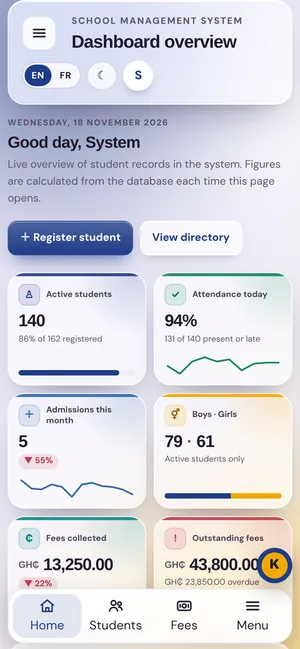 SCHOOL MANAGEMENT SYSTEM
Dashboard overview
EN FR S
WEDNESDAY, 18 NOVEMBER 2026
Good day, System
Live overview of student records in the system. Figures
are calculated from the database each time this page
opens.
+ Register student View directory
Active students
140
86% of 162 registered
Attendance today
94%
131 of 140 present or late
Admissions this
month
5
▼ 55%
Boys · Girls
79 · 61
Active students only
₵ Fees collected
GH₵ 13,250.00
▼ 22%
! Outstanding fees
GH₵ 43,800.00
GH₵ 23,850.00 overdue
K
Home Students Fees Menu